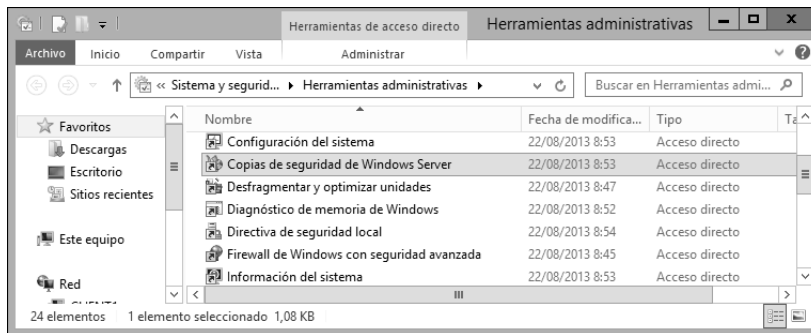 Herramientas de acceso directo
Herramientas administrativas
Archivo Inicio Compartir Vista Administrar
« Sistema y segurid... Herramientas administrativas
Buscar en Herramientas admi...
Nombre Fecha de modifica... Tipo
Favoritos
Descargas
Escritorio
Sitios recientes
Este equipo
Red
Configuración del sistema 22/08/2013 8:53 Acceso directo
Copias de seguridad de Windows Server 22/08/2013 8:53 Acceso directo
Desfragmentar y optimizar unidades 22/08/2013 8:47 Acceso directo
Diagnóstico de memoria de Windows 22/08/2013 8:52 Acceso directo
Directiva de seguridad local 22/08/2013 8:54 Acceso directo
Firewall de Windows con seguridad avanzada 22/08/2013 8:45 Acceso directo
Información del sistema 22/08/2013 8:53 Acceso directo
24 elementos 1 elemento seleccionado 1,08 KB